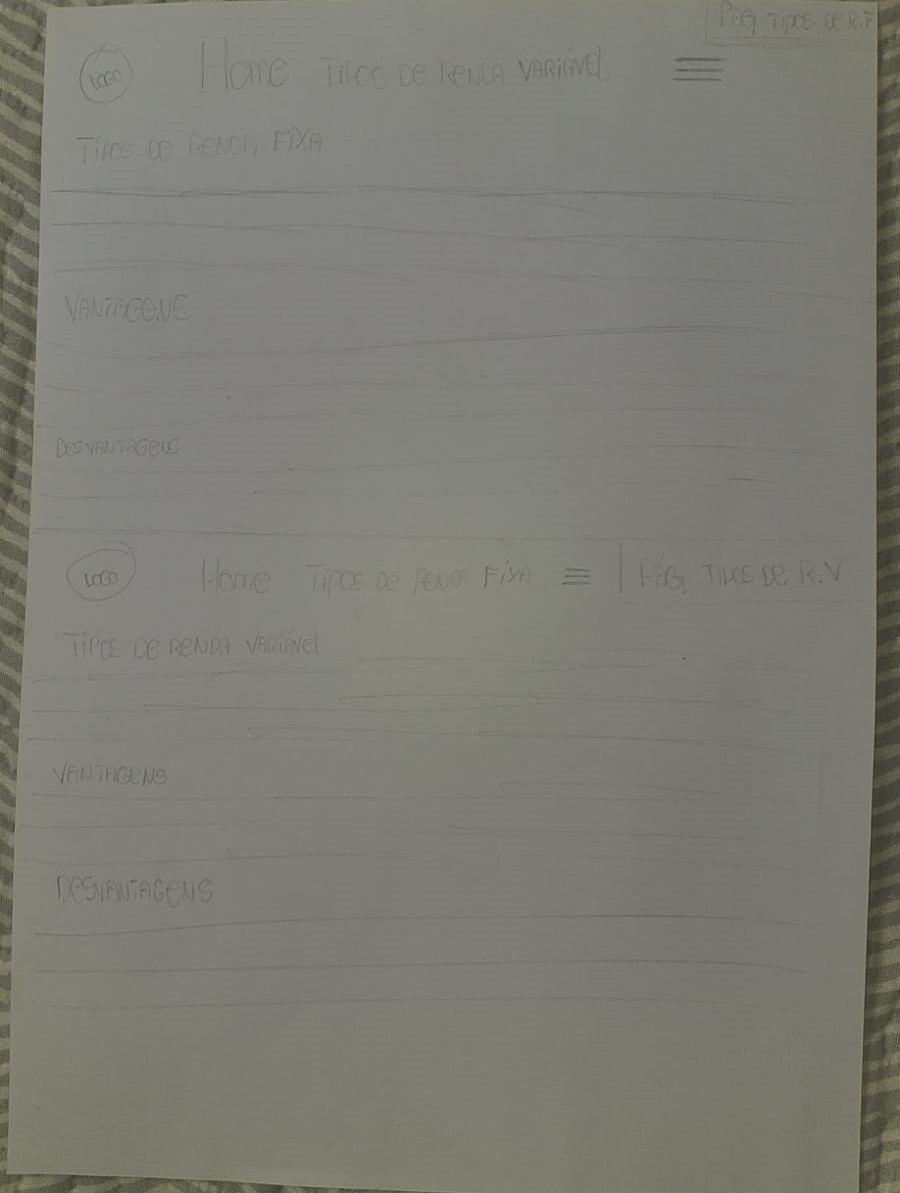 PÁG TIPOS DE R.F
LOGO Home TIPOS DE RENDA VARIÁVEL
TIPOS DE RENDA FIXA
VANTAGENS
DESVANTAGENS
LOGO Home TIPOS DE RENDA FIXA PÁG TIPOS DE R.V
TIPOS DE RENDA VARIÁVEL
VANTAGENS
DESVANTAGENS